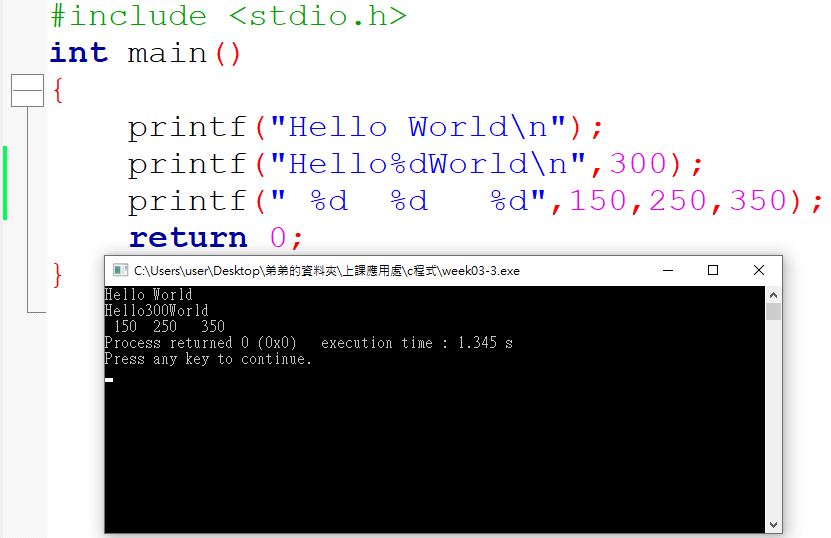 #include <stdio.h>
int main()
{
    printf("Hello World\n");
    printf("Hello%dWorld\n",300);
    printf(" %d  %d   %d",150,250,350);
    return 0;
}
C:\Users\user\Desktop\弟弟的資料夾\上課應用處\c程式\week03-3.exe
Hello World
Hello300World
 150  250   350
Process returned 0 (0x0)   execution time : 1.345 s
Press any key to continue.